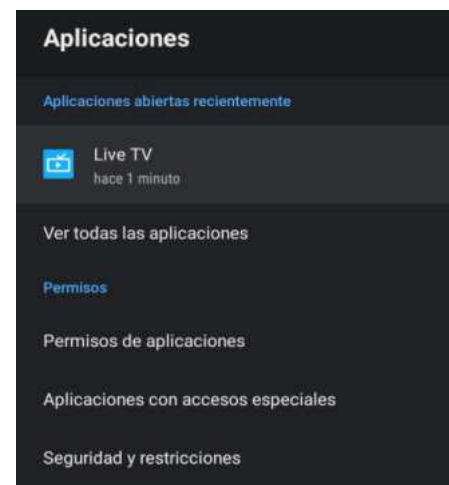 Aplicaciones
Aplicaciones abiertas recientemente
Live TV
hace 1 minuto
Ver todas las aplicaciones
Permisos
Permisos de aplicaciones
Aplicaciones con accesos especiales
Seguridad y restricciones